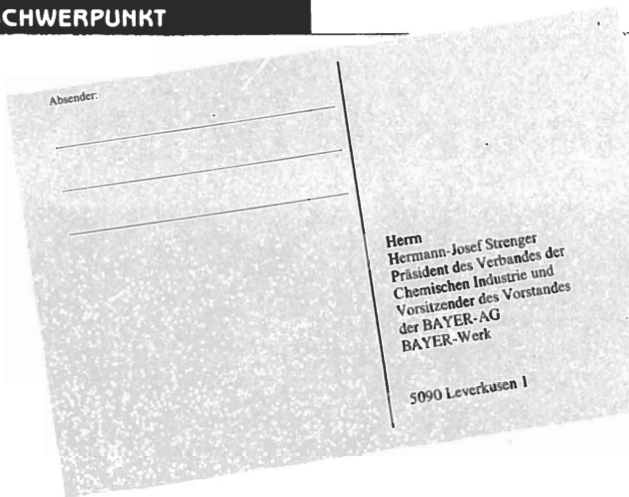 CHWERPUNKT
Absender:
Herrn
Hermann-Josef Strenger
Präsident des Verbandes der
Chemischen Industrie und
Vorsitzender des Vorstandes
der BAYER-AG
BAYER-Werk
5090 Leverkusen 1